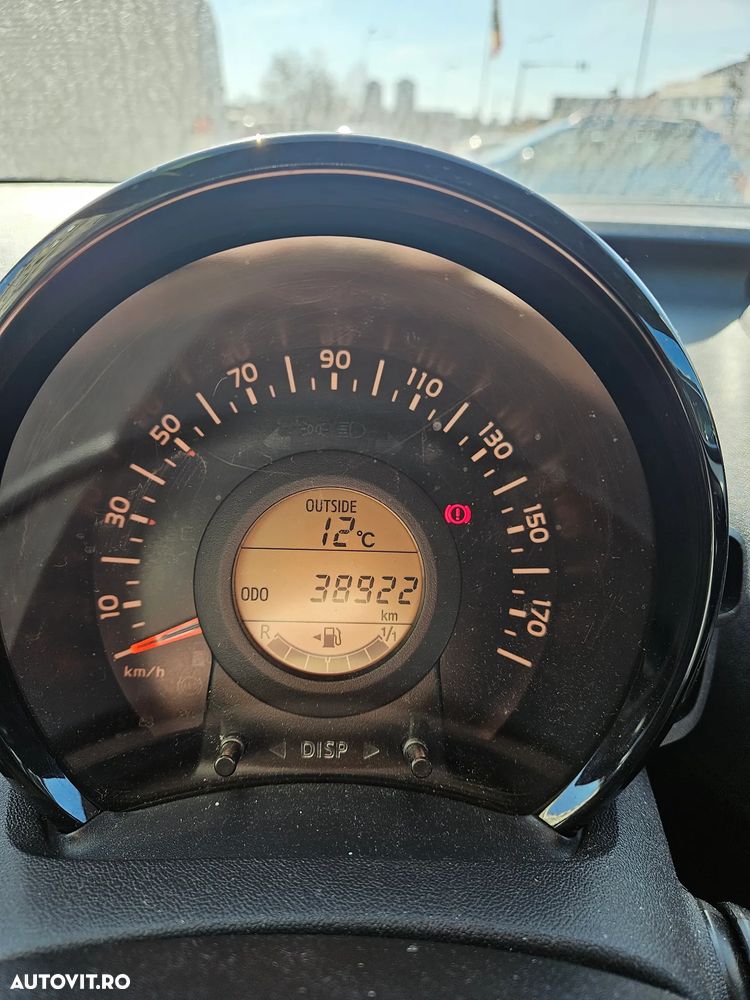 90
70
110
50
130
30
150
10
170
km/h
OUTSIDE
12°C
ODO 38922
km
R 1/1
DISP
AUTOVIT.RO